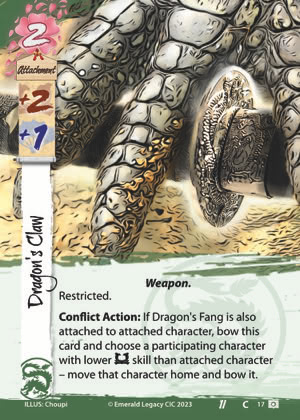 2
Attachment
+2
+1
Dragon's Claw
Weapon.
Restricted.
Conflict Action: If Dragon's Fang is also
attached to attached character, bow this
card and choose a participating character
with lower skill than attached character
– move that character home and bow it.
ILLUS: Choupi
© Emerald Legacy CIC 2023
C
17